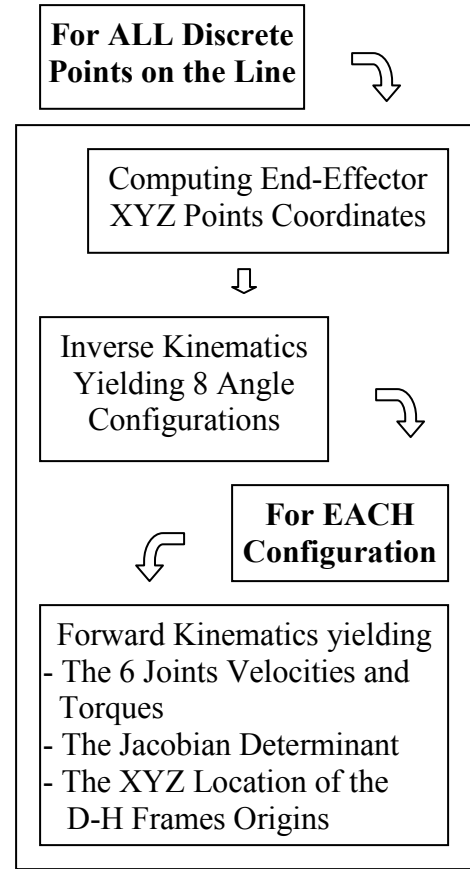 For ALL Discrete
Points on the Line
Computing End-Effector
XYZ Points Coordinates
Inverse Kinematics
Yielding 8 Angle
Configurations
For EACH
Configuration
Forward Kinematics yielding
- The 6 Joints Velocities and
Torques
- The Jacobian Determinant
- The XYZ Location of the
D-H Frames Origins